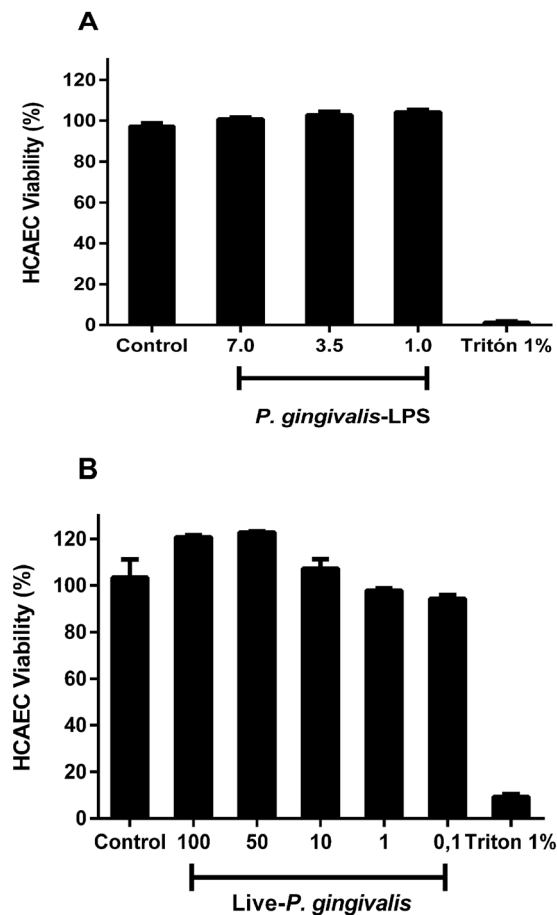 A
HCAEC Viability (%)
120
100
80
60
40
20
0
Control 7.0 3.5 1.0 Tritón 1%
P. gingivalis-LPS
B
HCAEC Viability (%)
120
100
80
60
40
20
0
Control 100 50 10 1 0,1 Triton 1%
Live-P. gingivalis